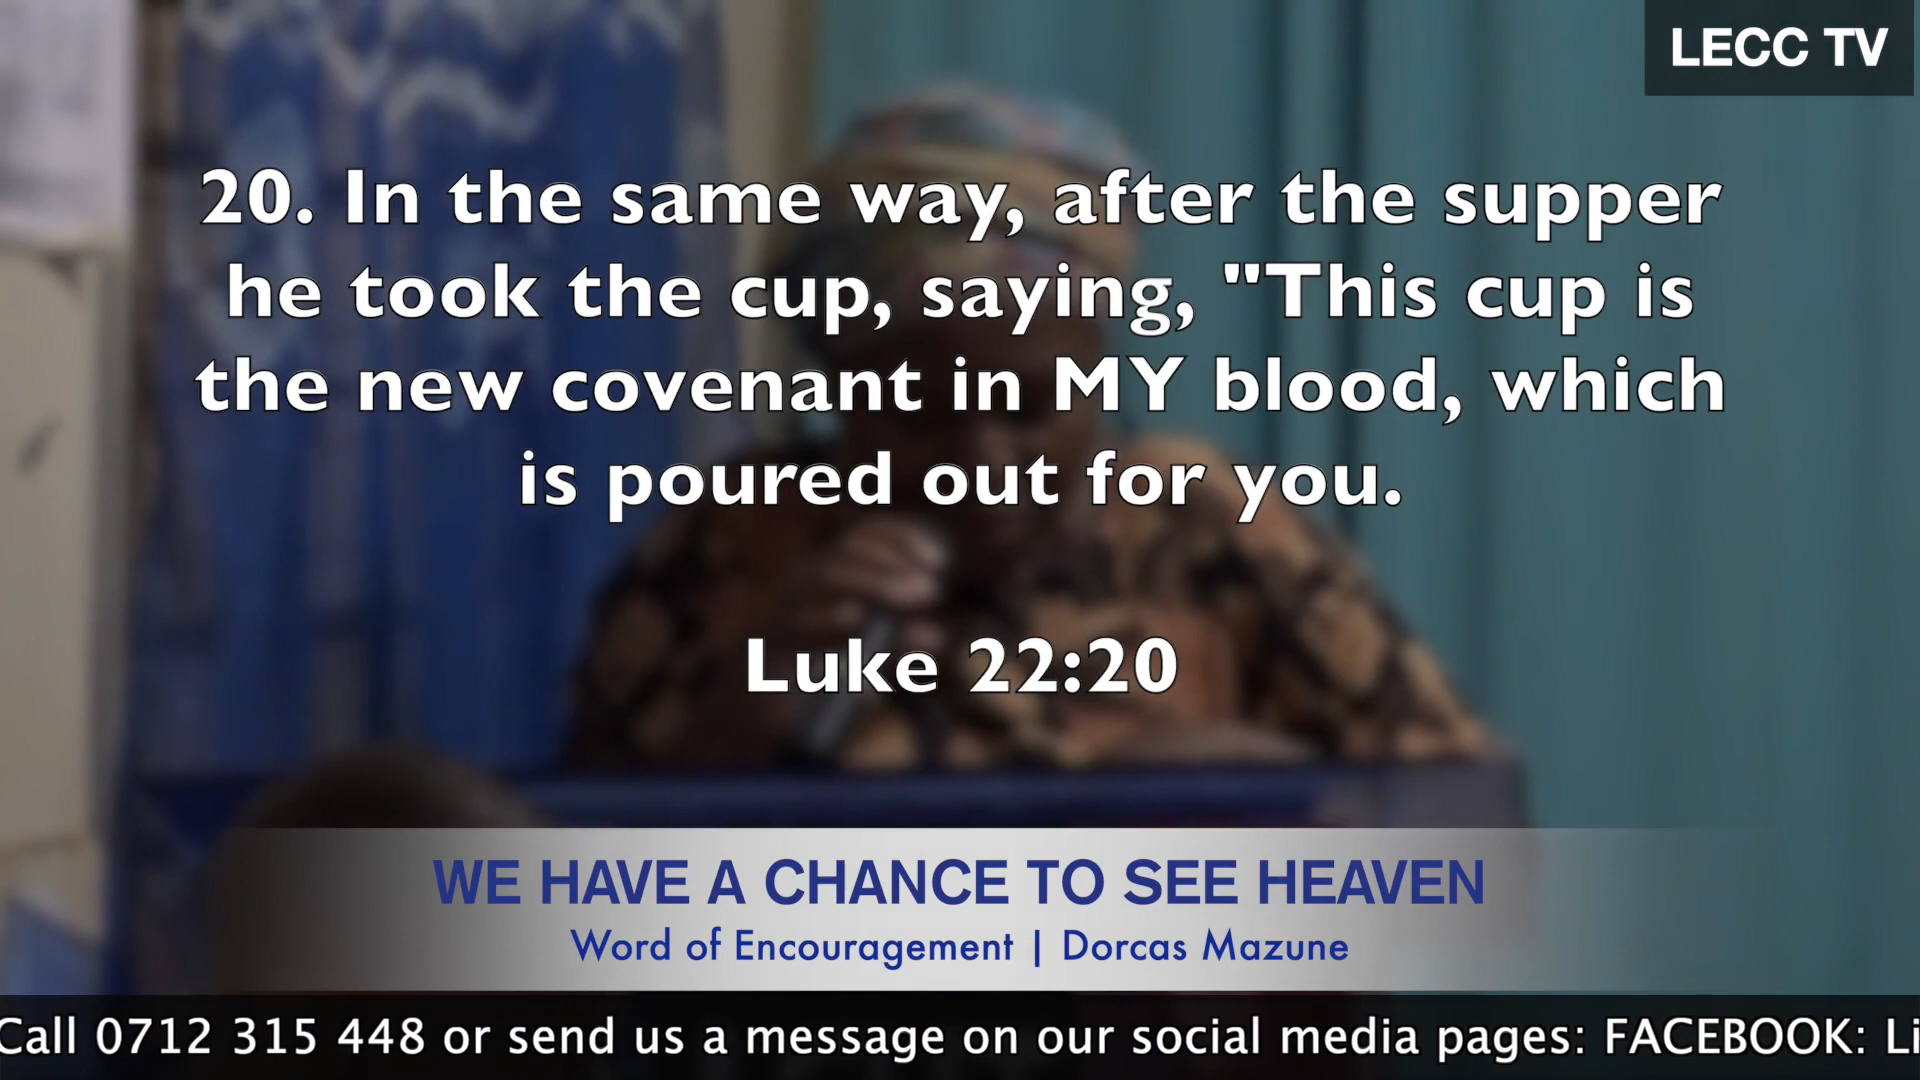 LECC TV
20. In the same way, after the supper
he took the cup, saying, "This cup is
the new covenant in MY blood, which
is poured out for you.
Luke 22:20
WE HAVE A CHANCE TO SEE HEAVEN
Word of Encouragement | Dorcas Mazune
Call 0712 315 448 or send us a message on our social media pages: FACEBOOK: Li